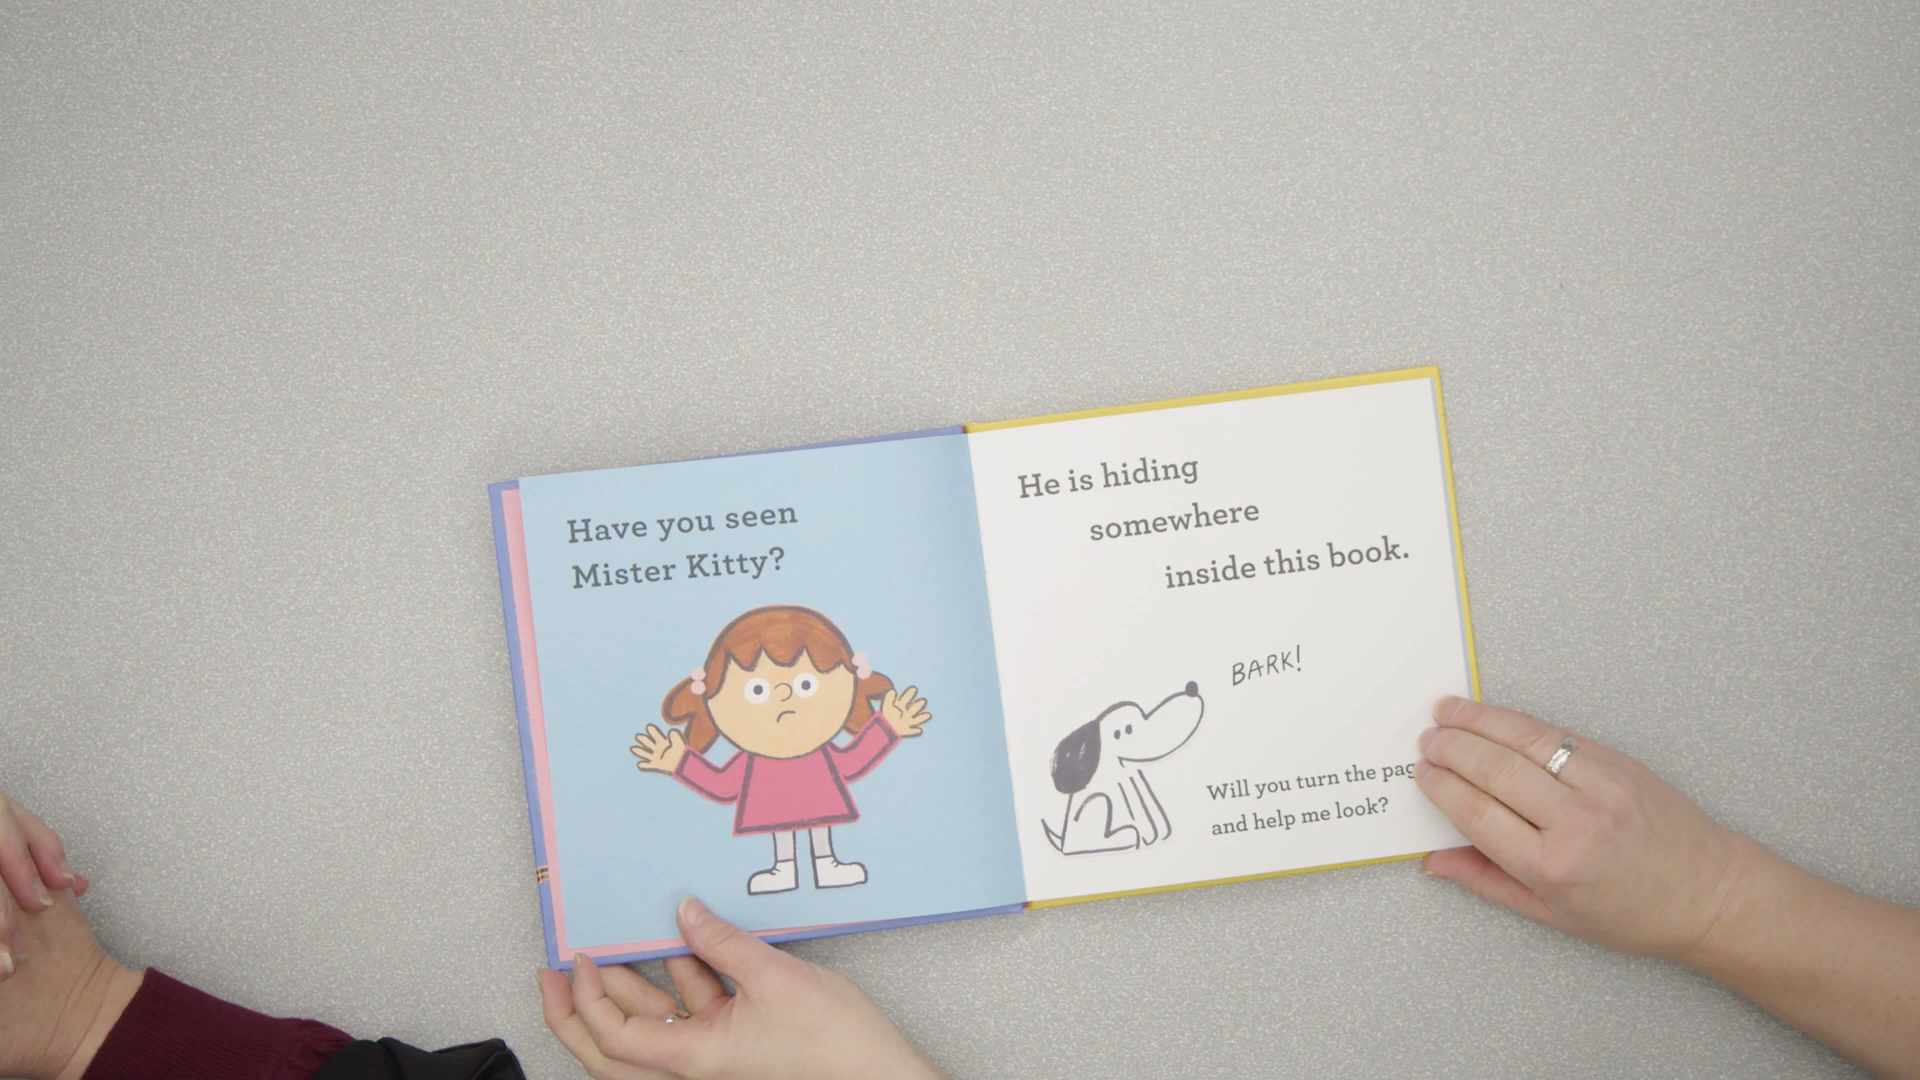 Have you seen
Mister Kitty?
He is hiding
somewhere
inside this book.
BARK!
Will you turn the
and help me look?